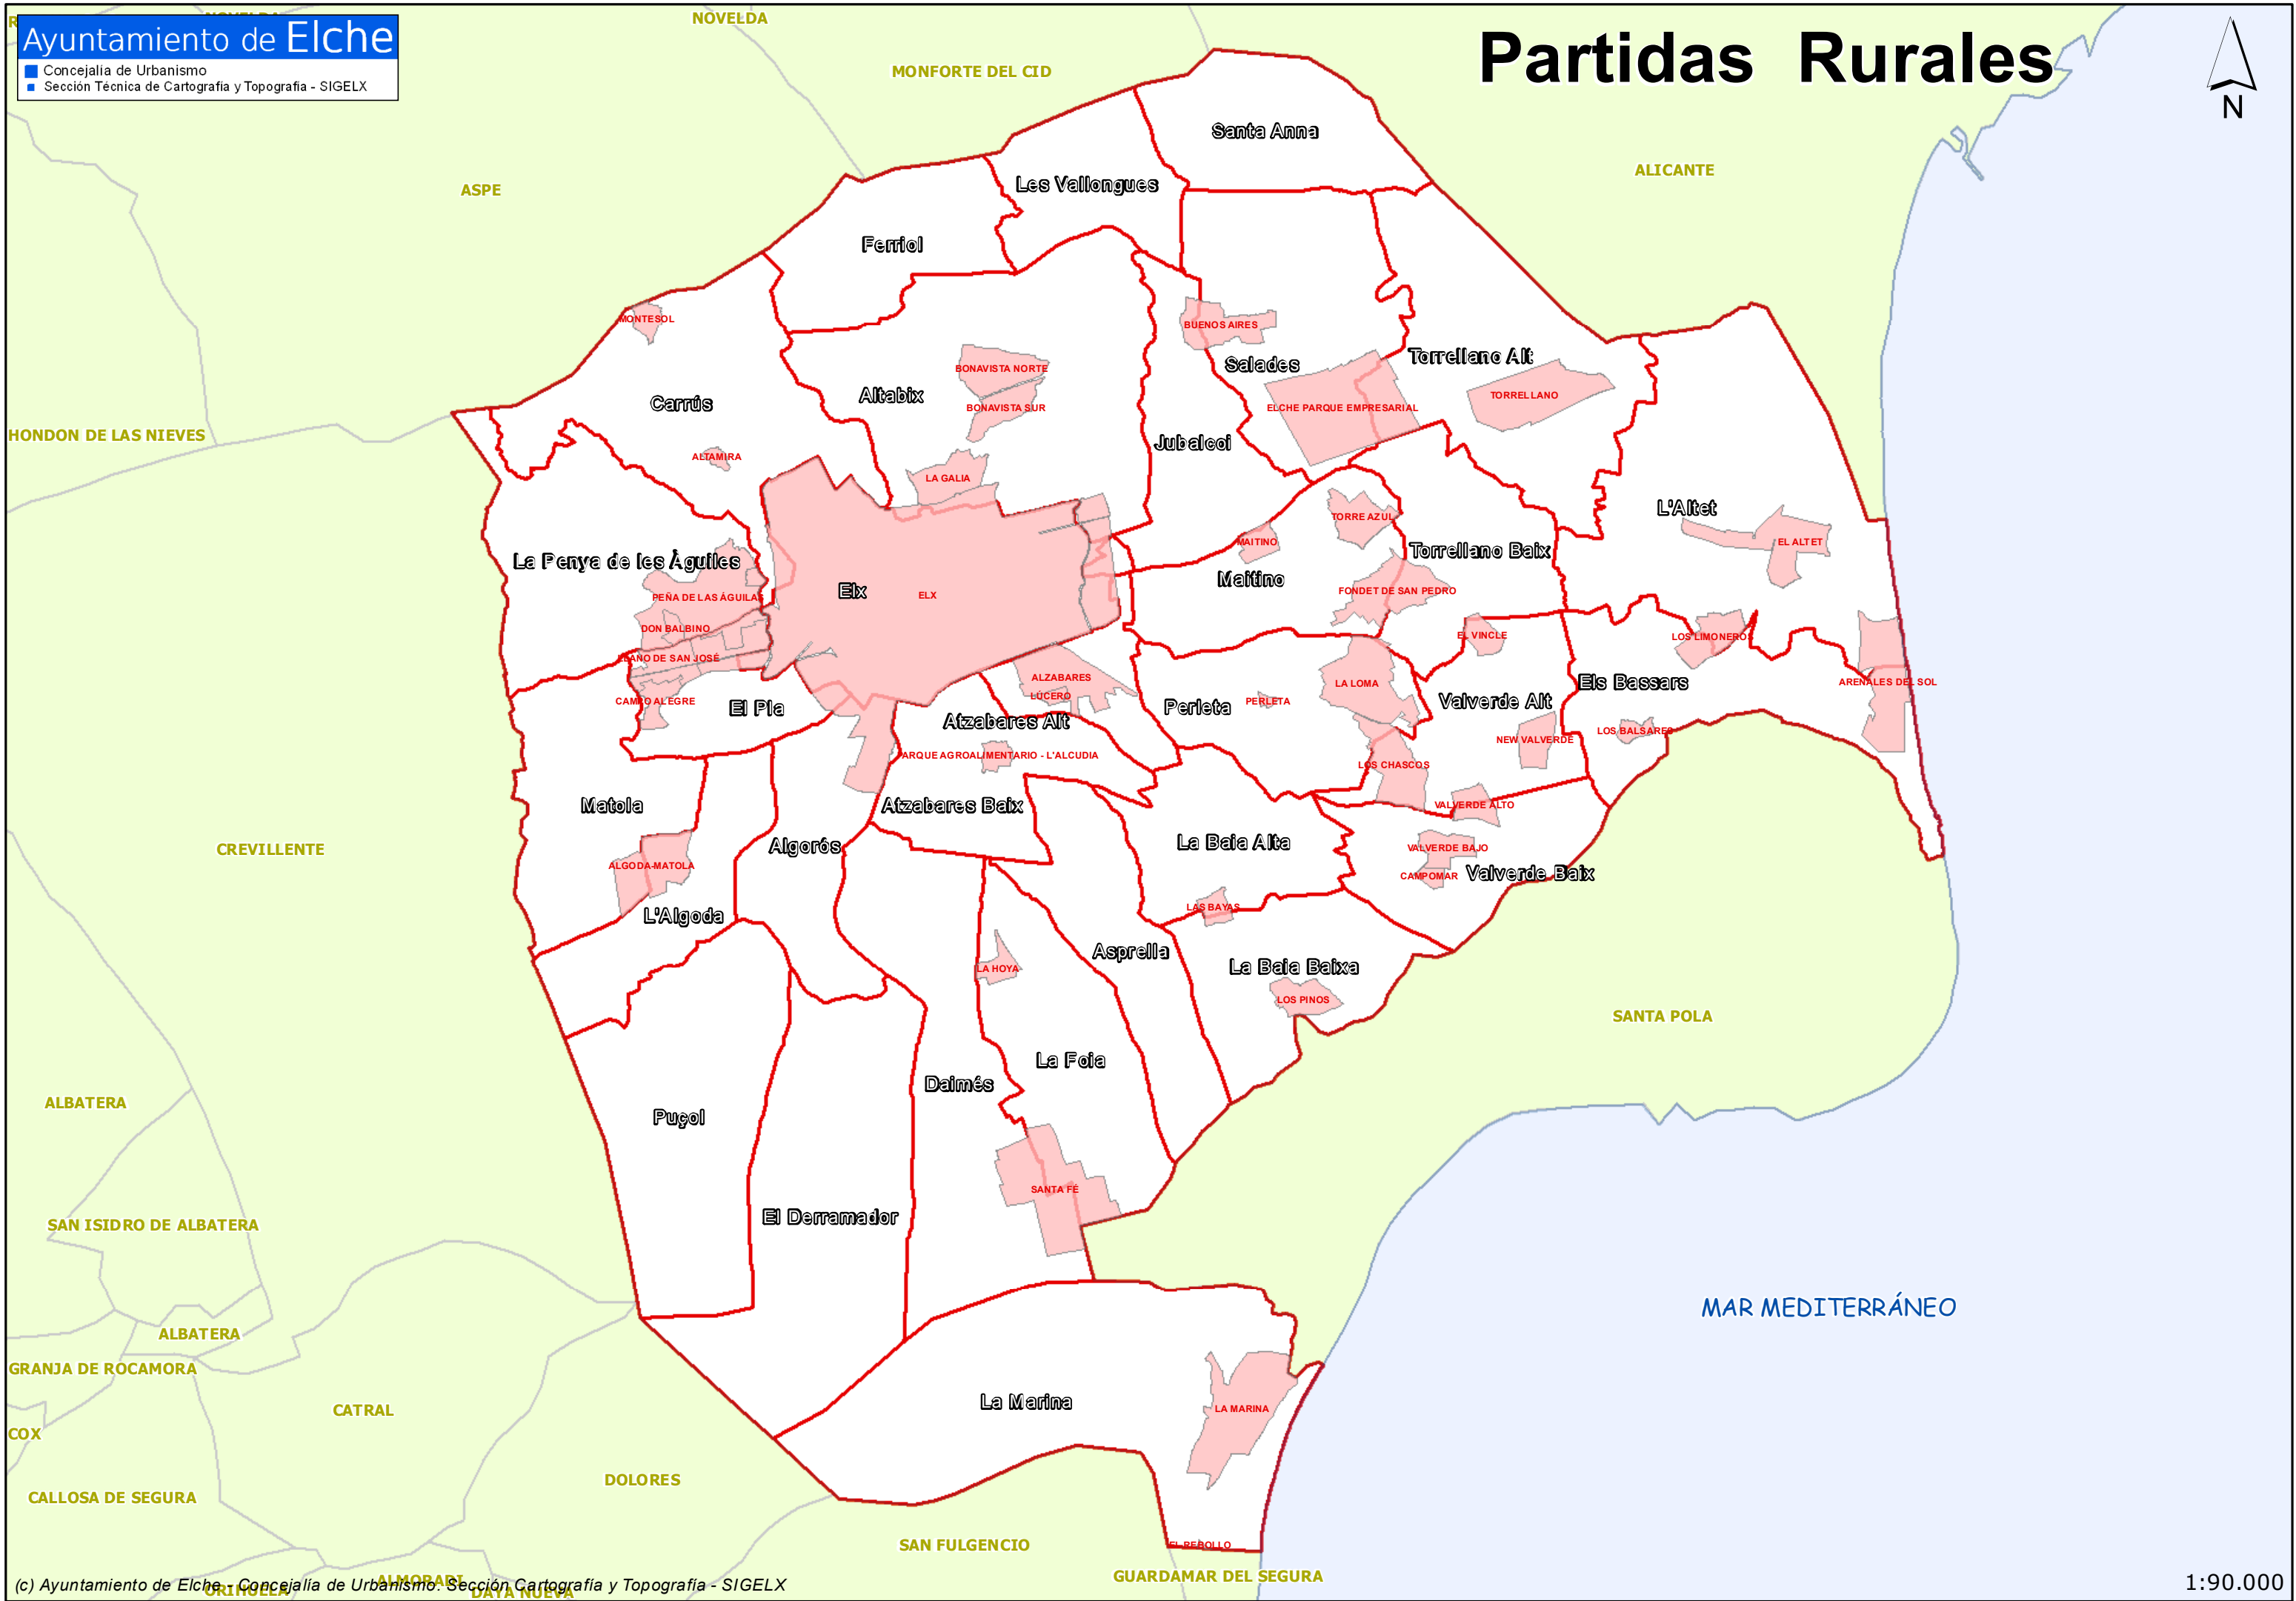 NOVELDA
Ayuntamiento de Elche
Concejalía de Urbanismo
Sección Técnica de Cartografía y Topografía - SIGELX
Partidas Rurales
N
MONFORTE DEL CID
Santa Anna
ALICANTE
ASPE
Les Vallongues
Ferriol
MONTESOL
BUENOS AIRES
Torrellano Alt
Salades
BONAVISTA NORTE
Altabix
TORRELLANO
Carrús
BONAVISTA SUR
ELCHE PARQUE EMPRESARIAL
HONDON DE LAS NIEVES
Jubalcoi
ALTAMIRA
LA GALIA
L'Altet
TORRE AZUL
MAITINO
EL ALTET
Torrellano Baix
La Penya de les Àguiles
Maitino
Elx
ELX
FONDET DE SAN PEDRO
PEÑA DE LAS ÁGUILAS
DON BALBINO
EL VINCLE
LOS LIMONEROS
LLANO DE SAN JOSÉ
ALZABARES
LA LOMA
Els Bassars
ARENALES DEL SOL
LUCERO
CAMPO ALEGRE
PERLETA
Valverde Alt
El Pla
Perleta
Atzabares Alt
LOS BALSARES
NEW VALVERDE
PARQUE AGROALIMENTARIO - L'ALCUDIA
LOS CHASCOS
Matola
Atzabares Baix
VALVERDE ALTO
La Baia Alta
Algorós
VALVERDE BAJO
CREVILLENTE
ALGODA-MATOLA
CAMPOMAR
Valverde Baix
LAS BAYAS
L'Algoda
Asprella
La Baia Baixa
LA HOYA
LOS PINOS
SANTA POLA
La Foia
Daimés
ALBATERA
Puçol
SANTA FÉ
El Derramador
SAN ISIDRO DE ALBATERA
MAR MEDITERRÁNEO
ALBATERA
GRANJA DE ROCAMORA
La Marina
LA MARINA
CATRAL
COX
DOLORES
CALLOSA DE SEGURA
SAN FULGENCIO
EL REBOLLO
GUARDAMAR DEL SEGURA
ALMORADI
(c) Ayuntamiento de Elche - Concejalía de Urbanismo. Sección Cartografía y Topografía - SIGELX
ORIHUELA
DAYA NUEVA
1:90.000